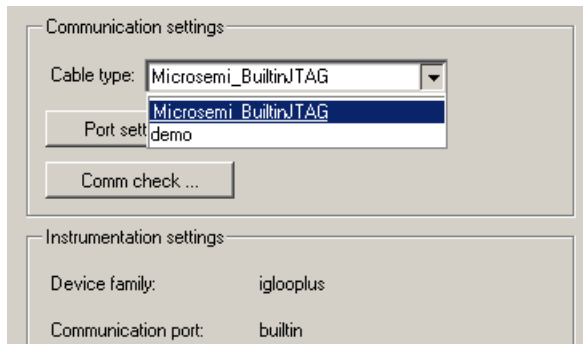 Communication settings
Cable type: Microsemi_BuiltinJTAG
Microsemi_BuiltinJTAG
Port sett
demo
Comm check ...
Instrumentation settings
Device family: iglooplus
Communication port: builtin